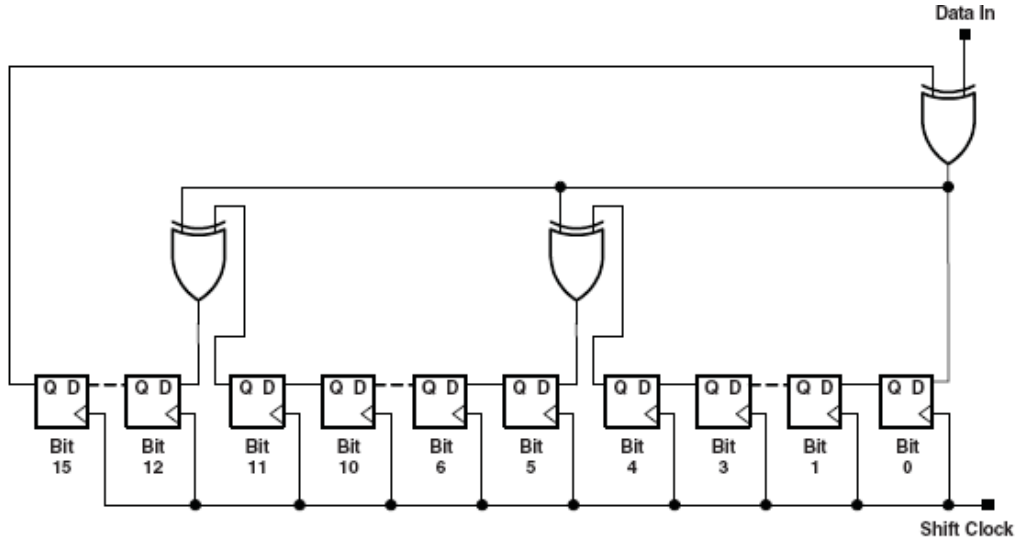 Data In
Q D Q D Q D Q D Q D Q D Q D Q D Q D Q D
Bit Bit Bit Bit Bit Bit Bit Bit Bit Bit
15 12 11 10 6 5 4 3 1 0
Shift Clock